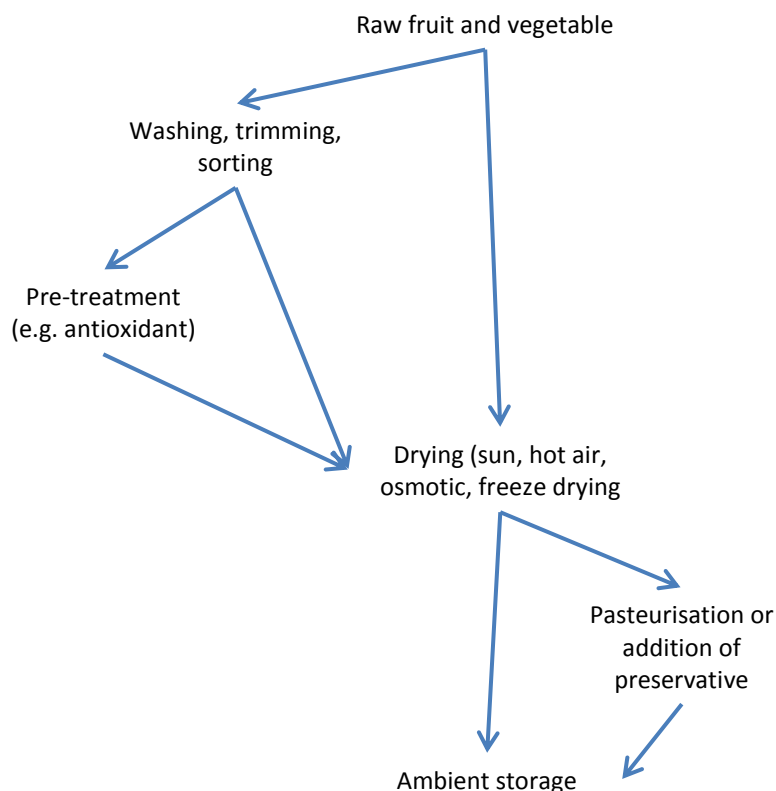 Raw fruit and vegetable
Washing, trimming,
sorting
Pre-treatment
(e.g. antioxidant)
Drying (sun, hot air,
osmotic, freeze drying
Pasteurisation or
addition of
preservative
Ambient storage